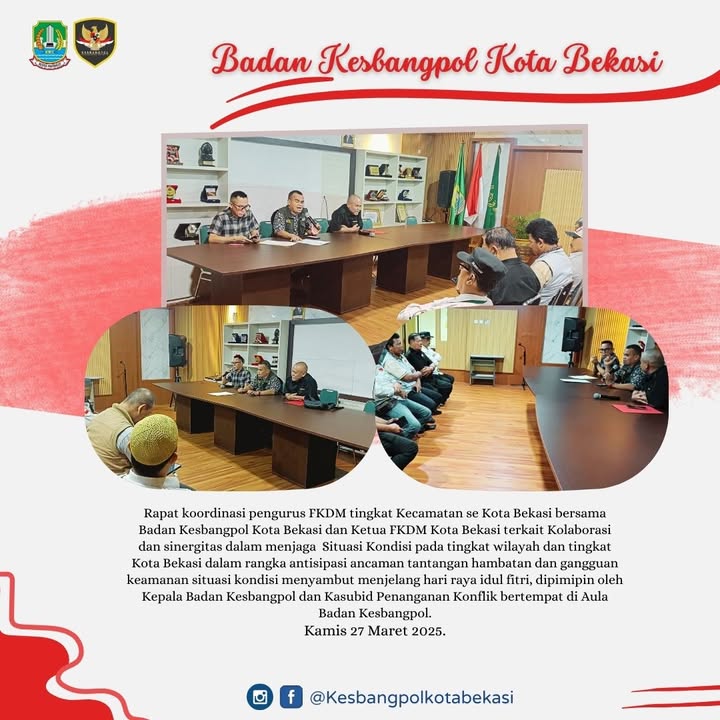 Badan Kesbangpol Kota Bekasi
Rapat koordinasi pengurus FKDM tingkat Kecamatan se Kota Bekasi bersama
Badan Kesbangpol Kota Bekasi dan Ketua FKDM Kota Bekasi terkait Kolaborasi
dan sinergitas dalam menjaga Situasi Kondisi pada tingkat wilayah dan tingkat
Kota Bekasi dalam rangka antisipasi ancaman tantangan hambatan dan gangguan
keamanan situasi kondisi menyambut menjelang hari raya idul fitri, dipimipin oleh
Kepala Badan Kesbangpol dan Kasubid Penanganan Konflik bertempat di Aula
Badan Kesbangpol.
Kamis 27 Maret 2025.
@Kesbangpolkotabekasi